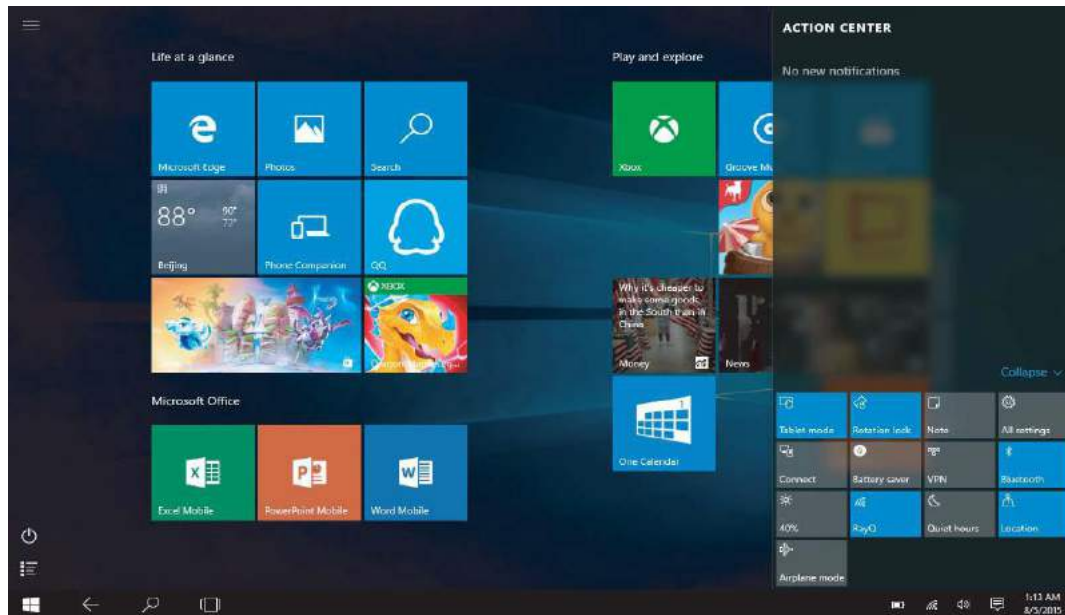 ACTION CENTER
No new notifications
Life at a glance
Microsoft Edge
Photos
Search
88°
90°
Beijing
Phone Companion
QQ
XBOX
Microsoft Office
Excel Mobile
PowerPoint Mobile
Word Mobile
Play and explore
Xbox
Groove Mu
Why it's cheaper to
make some goods
in the South than in
China
Money
News
One Calendar
Collapse
Tablet mode
Rotation lock
Note
All settings
Connect
Battery saver
VPN
Bluetooth
40%
RayQ
Quiet hours
Location
Airplane mode
1:13 AM
8/5/2015